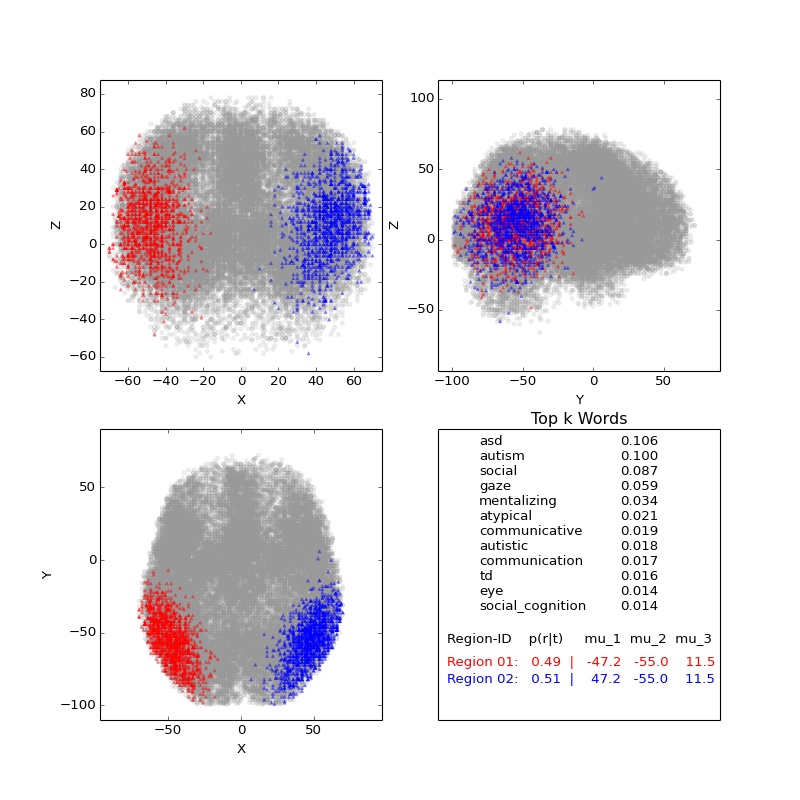 80
60
40
20
0
−20
−40
−60
Z
−60 −40 −20 0 20 40 60
X
100
50
0
−50
Z
−100 −50 0 50
Y
50
0
−50
−100
Y
−50 0 50
X
Top k Words
asd 0.106
autism 0.100
social 0.087
gaze 0.059
mentalizing 0.034
atypical 0.021
communicative 0.019
autistic 0.018
communication 0.017
td 0.016
eye 0.014
social_cognition 0.014
Region-ID p(r|t) mu_1 mu_2 mu_3
Region 01: 0.49 | -47.2 -55.0 11.5
Region 02: 0.51 | 47.2 -55.0 11.5